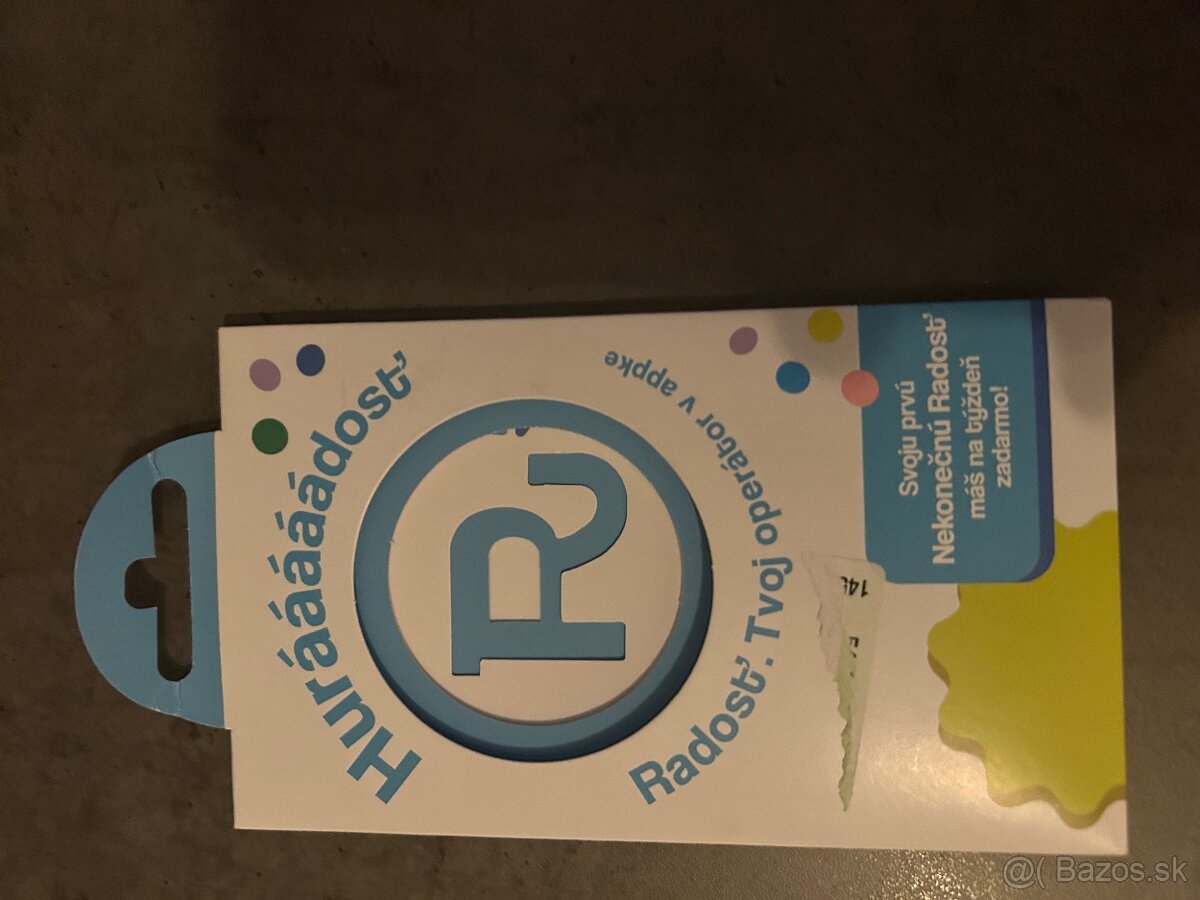 Hurááááádosť
R
Radosť. Tvoj operátor v appke
Svoju prvú
Nekonečnú Radosť
máš na týždeň
zadarmo!
@( Bazos.sk